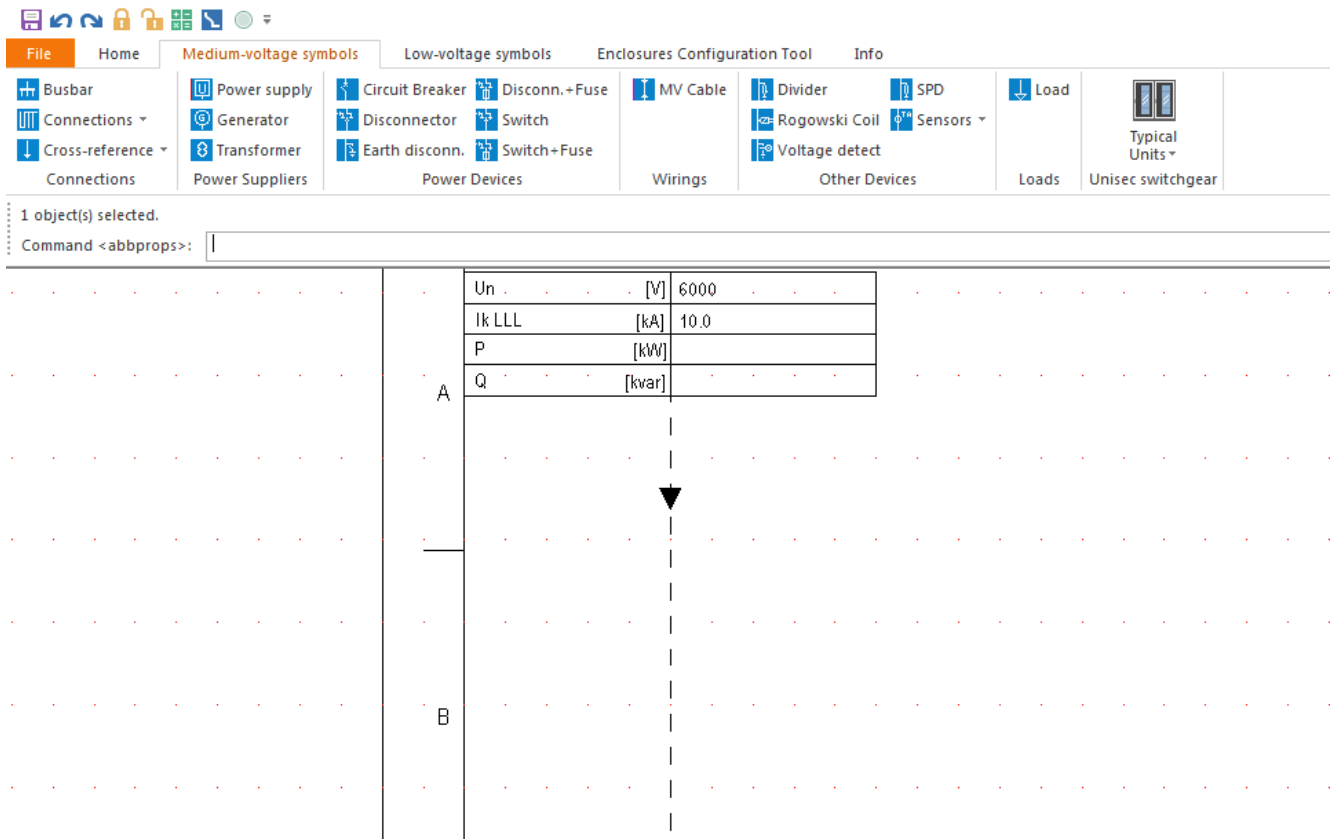 File Home Medium-voltage symbols Low-voltage symbols Enclosures Configuration Tool Info
Busbar Power supply Circuit Breaker Disconn.+Fuse MV Cable Divider SPD Load
Connections Generator Disconnector Switch Rogowski Coil Sensors
Cross-reference Transformer Earth disconn. Switch+Fuse Voltage detect
Typical
Units
Connections Power Suppliers Power Devices Wirings Other Devices Loads Unisec switchgear
1 object(s) selected.
Command <abbprops>:
Un [V] 6000
Ik LLL [kA] 10.0
P [kW]
Q [kvar]
A
B